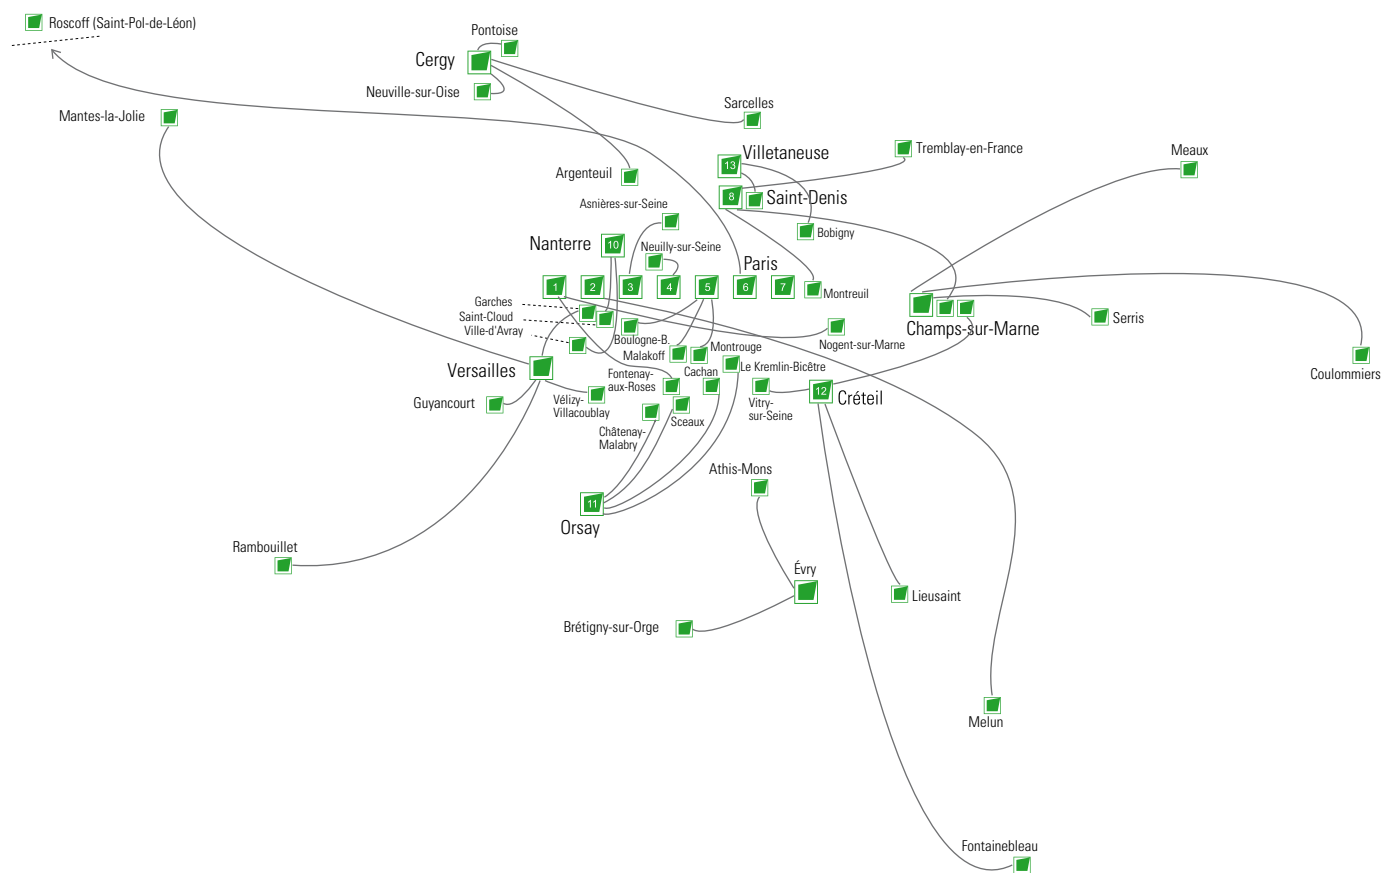 Roscoff (Saint-Pol-de-Léon)
Pontoise
Cergy
Neuville-sur-Oise
Mantes-la-Jolie
Sarcelles
Villetaneuse
13
Tremblay-en-France
Meaux
Argenteuil
8
Saint-Denis
Asnières-sur-Seine
Bobigny
Nanterre
10
Neuilly-sur-Seine
Paris
1
2
3
4
5
6
7
Montreuil
Garches
Saint-Cloud
Ville-d'Avray
Champs-sur-Marne
Serris
Boulogne-B.
Malakoff
Montrouge
Nogent-sur-Marne
Coulommiers
Versailles
Fontenay-
aux-Roses
Cachan
Le Kremlin-Bicêtre
12
Créteil
Guyancourt
Vélizy-
Villacoublay
Vitry-
sur-Seine
Sceaux
Châtenay-
Malabry
Athis-Mons
11
Orsay
Rambouillet
Évry
Lieusaint
Brétigny-sur-Orge
Melun
Fontainebleau